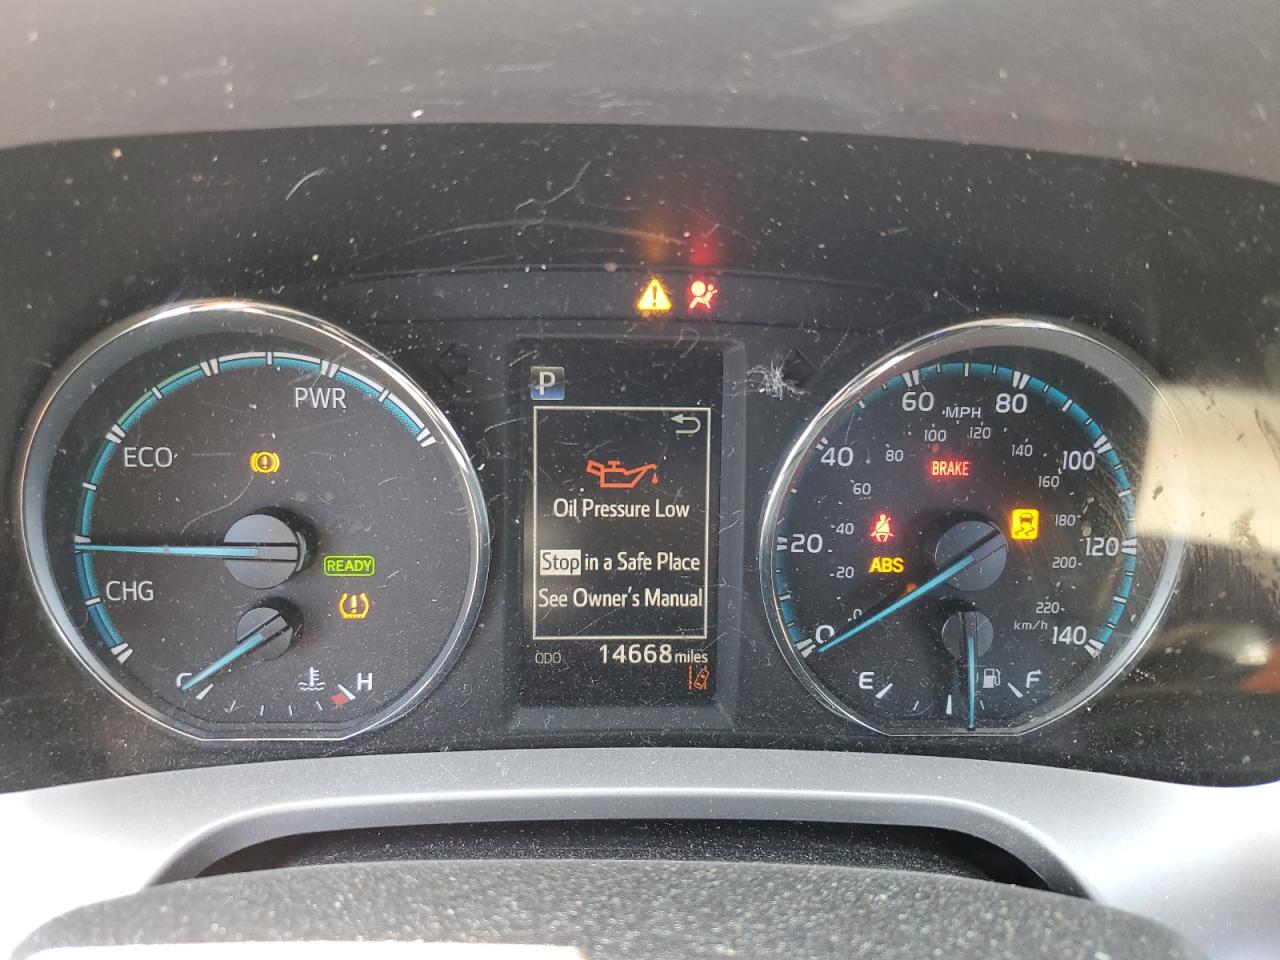 PWR
ECO
CHG
READY
C
H
P
Oil Pressure Low
Stop in a Safe Place
See Owner's Manual
ODO 14668 miles
MPH
0
20
40
60
80
100
120
140
0
20
40
60
80
100
120
140
160
180
200
220
km/h
BRAKE
ABS
E
F